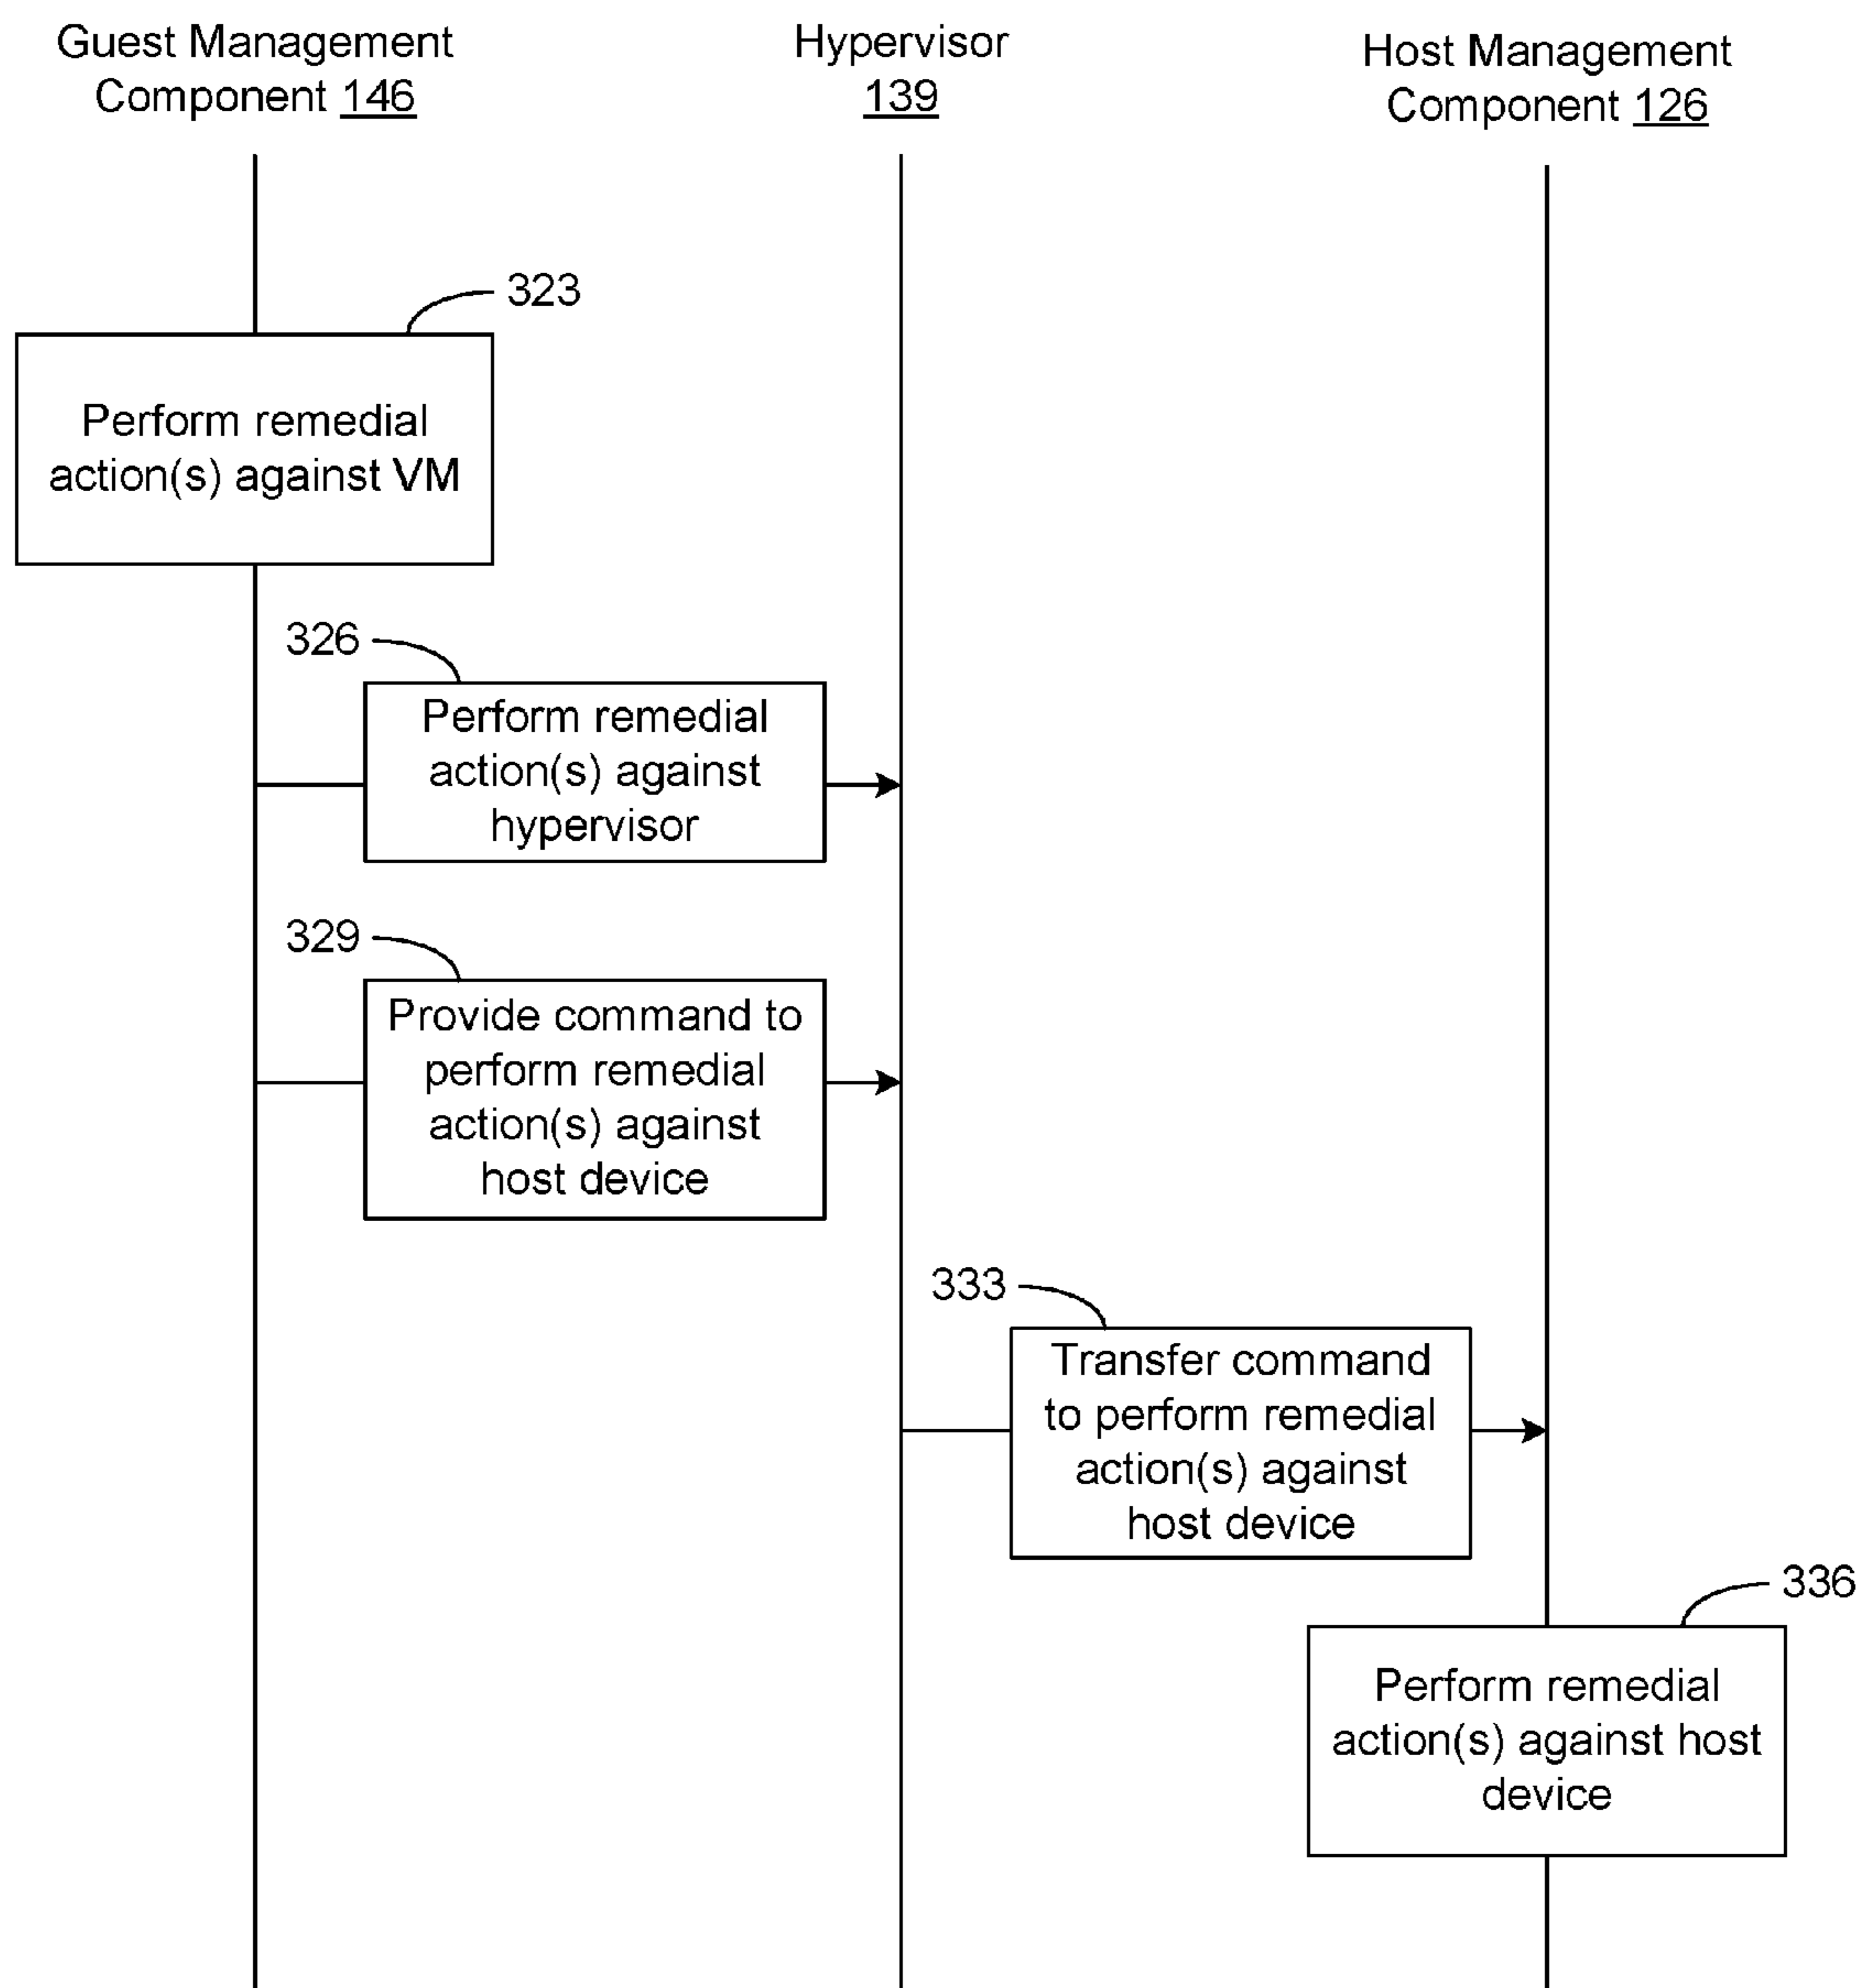 Guest Management
Component 146
Hypervisor
139
Host Management
Component 126
323
Perform remedial
action(s) against VM
326
Perform remedial
action(s) against
hypervisor
329
Provide command to
perform remedial
action(s) against
host device
333
Transfer command
to perform remedial
action(s) against
host device
336
Perform remedial
action(s) against host
device